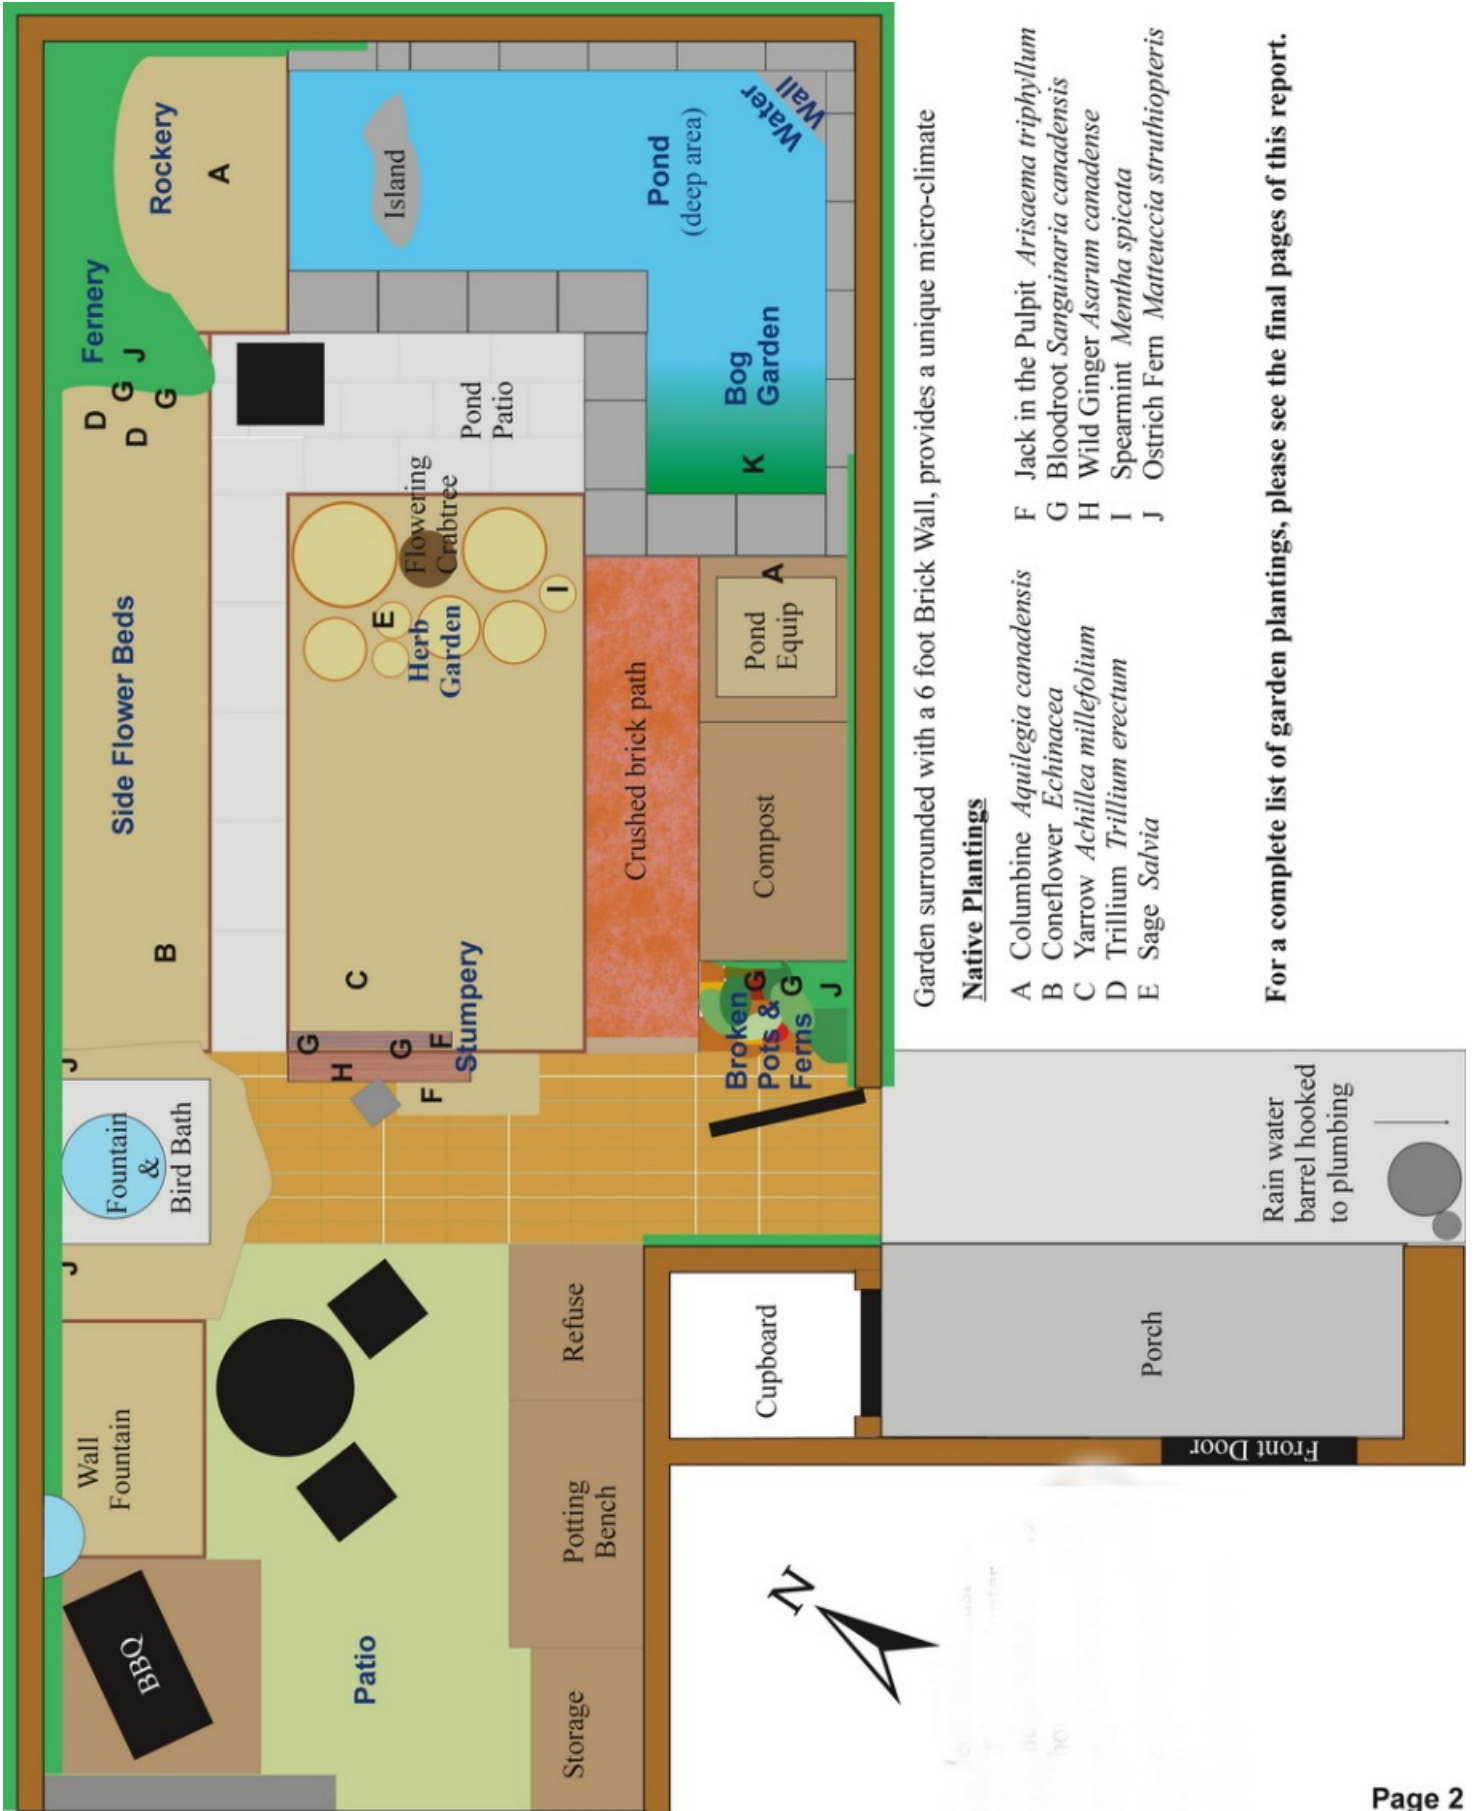 BBQ
Wall
Fountain
J
Fountain
&
Bird Bath
J
B
Side Flower Beds
D
D
G
G
J
Fernery
Rockery
A
Patio
Storage
Potting
Bench
Refuse
F
H
G
G
F
Stumpery
C
Herb
Garden
E
I
Flowering
Crabtree
Pond
Patio
Island
Pond
(deep area)
Water
Wall
Bog
Garden
K
Crushed brick path
Broken
Pots &
Ferns
G
G
J
Compost
Pond
Equip
A
Cupboard
Porch
Front Door
Rain water
barrel hooked
to plumbing
N
Garden surrounded with a 6 foot Brick Wall, provides a unique micro-climate
Native Plantings
A Columbine Aquilegia canadensis
B Coneflower Echinacea
C Yarrow Achillea millefolium
D Trillium Trillium erectum
E Sage Salvia
F Jack in the Pulpit Arisaema triphyllum
G Bloodroot Sanguinaria canadensis
H Wild Ginger Asarum canadense
I Spearmint Mentha spicata
J Ostrich Fern Matteuccia struthiopteris
For a complete list of garden plantings, please see the final pages of this report.
Page 2